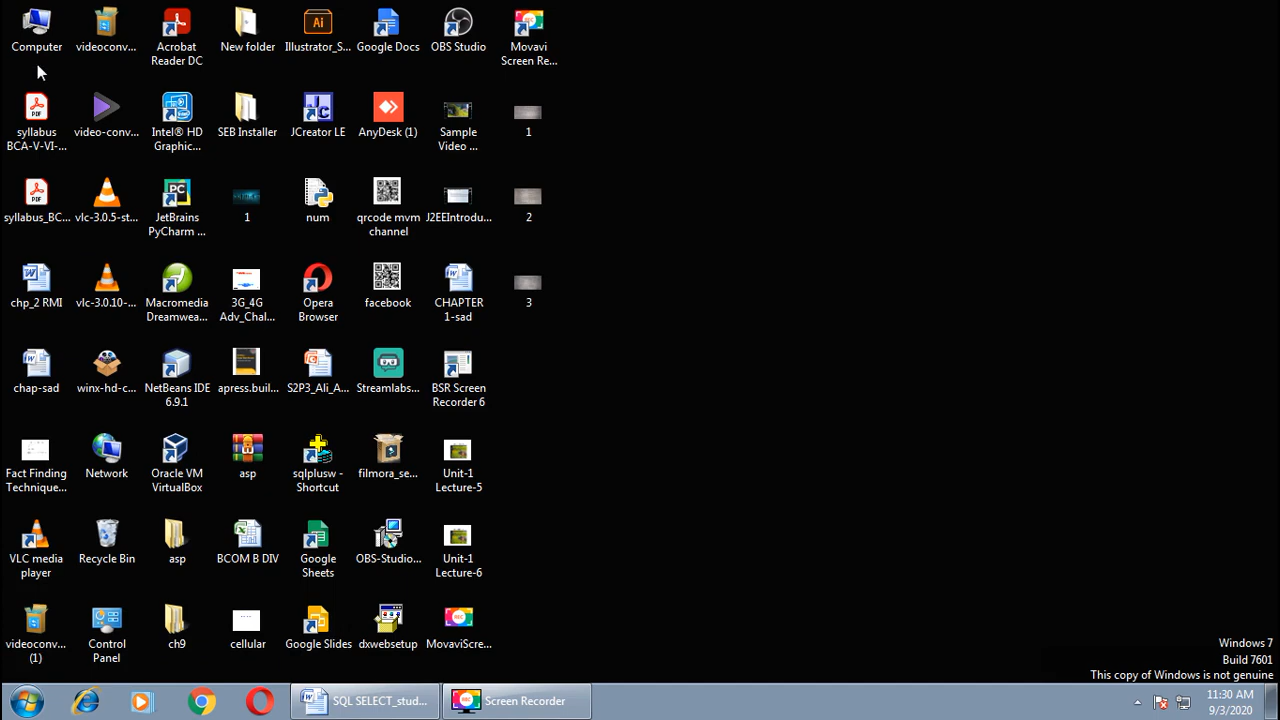 Computer
videoconv...
Acrobat
Reader DC
New folder
Illustrator_S...
Google Docs
OBS Studio
Movavi
Screen Re...
syllabus
BCA-V-VI-...
video-conv...
Intel® HD
Graphic...
SEB Installer
JCreator LE
AnyDesk (1)
Sample
Video ...
1
syllabus_BC...
vlc-3.0.5-st...
JetBrains
PyCharm ...
1
num
qrcode mvm
channel
J2EEIntrodu...
2
chp_2 RMI
vlc-3.0.10-...
Macromedia
Dreamwea...
3G_4G
Adv_Chal...
Opera
Browser
facebook
CHAPTER
1-sad
3
chap-sad
winx-hd-c...
NetBeans IDE
6.9.1
apress.buil...
S2P3_Ali_A...
Streamlabs...
BSR Screen
Recorder 6
Fact Finding
Technique...
Network
Oracle VM
VirtualBox
asp
sqlplusw -
Shortcut
filmora_se...
Unit-1
Lecture-5
VLC media
player
Recycle Bin
asp
BCOM B DIV
Google
Sheets
OBS-Studio...
Unit-1
Lecture-6
videoconv...
(1)
Control
Panel
ch9
cellular
Google Slides
dxwebsetup
MovaviScre...
Windows 7
Build 7601
This copy of Windows is not genuine
SQL SELECT_stud...
Screen Recorder
11:30 AM
9/3/2020